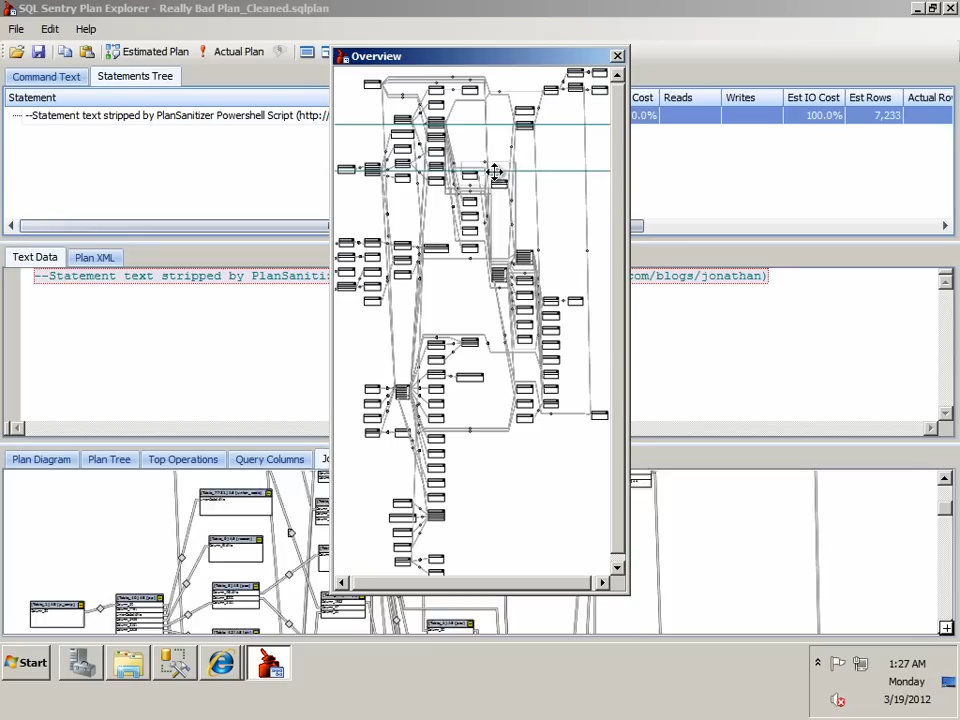 SQL Sentry Plan Explorer - Really Bad Plan_Cleaned.sqlplan
File Edit Help
Estimated Plan Actual Plan
Overview
Command Text Statements Tree
Statement Cost Reads Writes Est IO Cost Est Rows Actual Ro
--Statement text stripped by PlanSanitizer Powershell Script (http:/ 0.0% 100.0% 7,233
Text Data Plan XML
--Statement text stripped by PlanSanitiz com/blogs/jonathan)
Plan Diagram Plan Tree Top Operations Query Columns Jo
Start
1:27 AM
Monday
3/19/2012